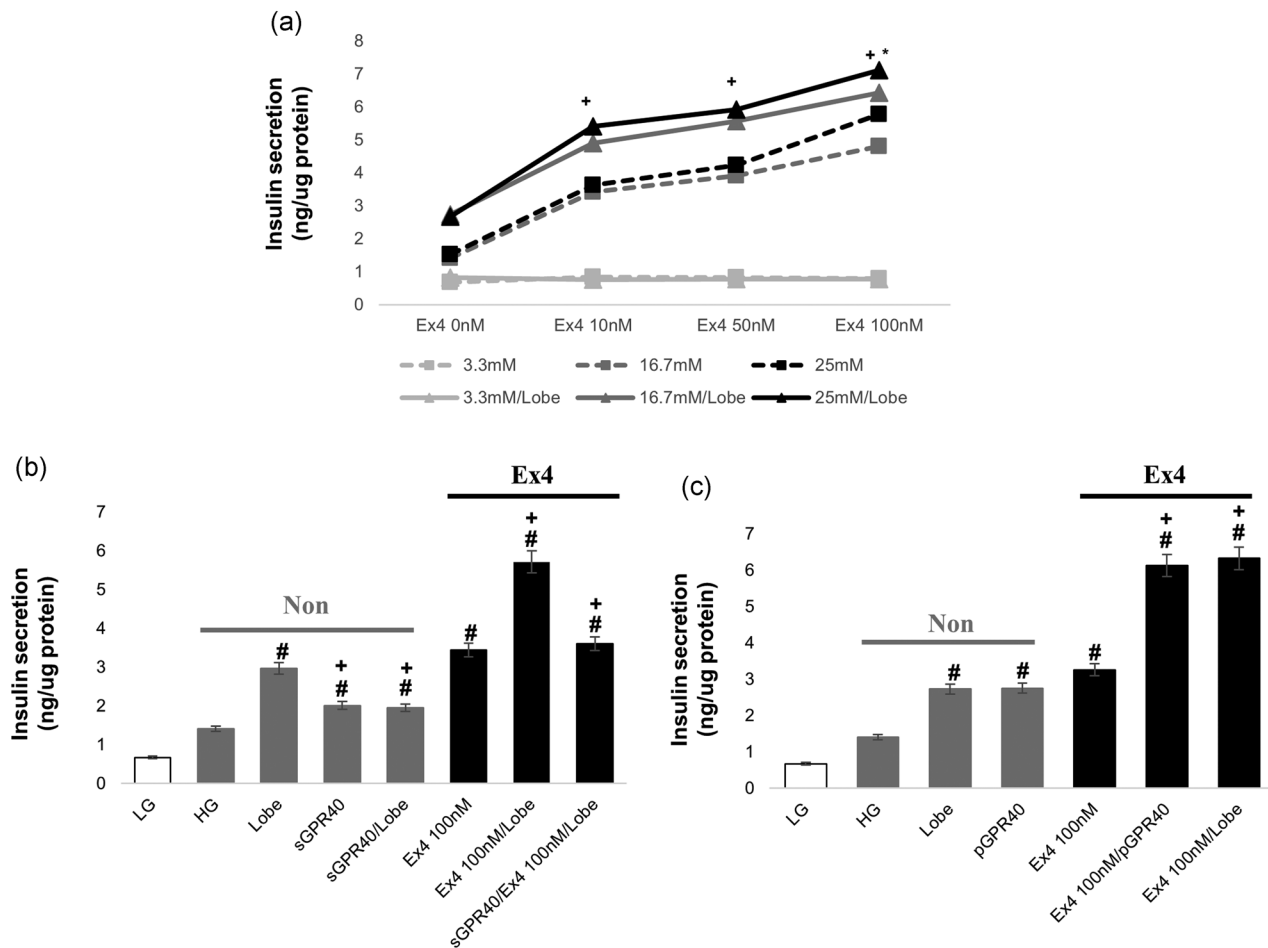 (a)
Insulin secretion
(ng/ug protein)
8
7
6
5
4
3
2
1
0
+
+
+ *
Ex4 0nM Ex4 10nM Ex4 50nM Ex4 100nM
3.3mM 16.7mM 25mM
3.3mM/Lobe 16.7mM/Lobe 25mM/Lobe
(b)
Ex4
Non
Insulin secretion
(ng/ug protein)
7
6
5
4
3
2
1
0
#
+
#
+
#
#
+
#
+
#
LG
HG
Lobe
sGPR40
sGPR40/Lobe
Ex4 100nM
Ex4 100nM/Lobe
sGPR40/Ex4 100nM/Lobe
(c)
Ex4
Non
Insulin secretion
(ng/ug protein)
7
6
5
4
3
2
1
0
#
#
#
+
#
+
#
LG
HG
Lobe
pGPR40
Ex4 100nM
Ex4 100nM/pGPR40
Ex4 100nM/Lobe